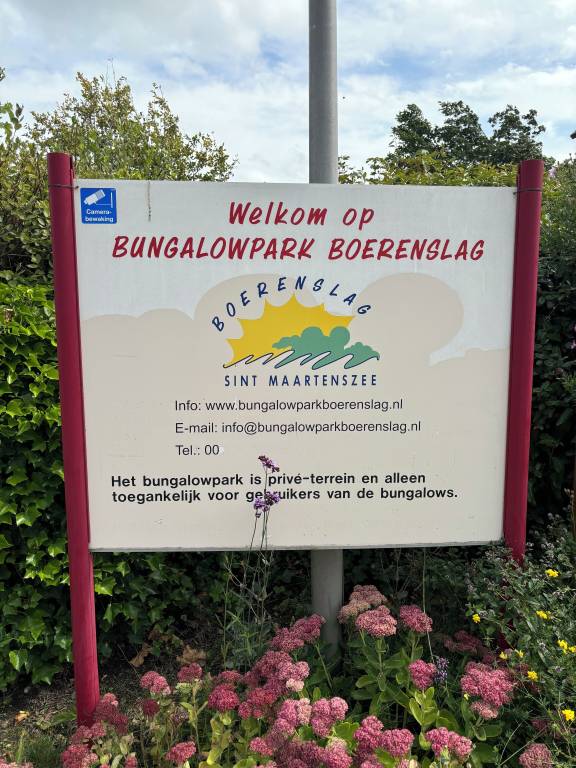 Camera-
bewaking
Welkom op
BUNGALOWPARK BOERENSLAG
BOERENSLAG
SINT MAARTENSZEE
Info: www.bungalowparkboerenslag.nl
E-mail: info@bungalowparkboerenslag.nl
Tel.: 00
Het bungalowpark is privé-terrein en alleen
toegankelijk voor gebruikers van de bungalows.